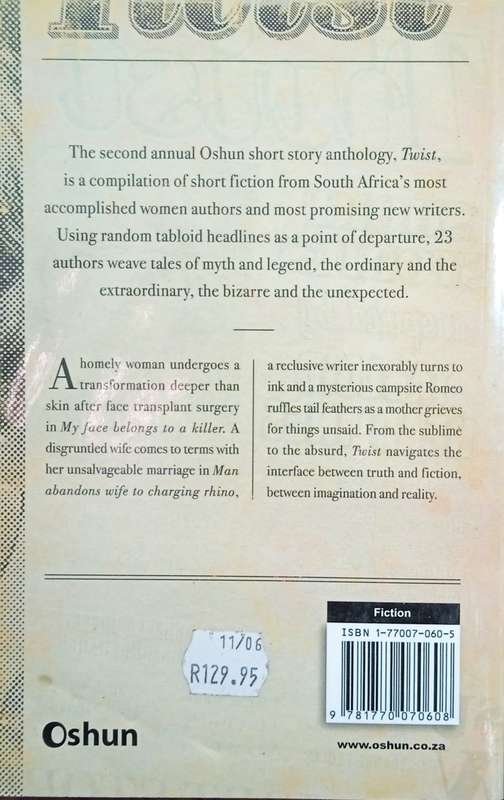 The second annual Oshun short story anthology, Twist,
is a compilation of short fiction from South Africa's most
accomplished women authors and most promising new writers.
Using random tabloid headlines as a point of departure, 23
authors weave tales of myth and legend, the ordinary and the
extraordinary, the bizarre and the unexpected.
A homely woman undergoes a
transformation deeper than
skin after face transplant surgery
in My face belongs to a killer. A
disgruntled wife comes to terms with
her unsalvageable marriage in Man
abandons wife to charging rhino,
a reclusive writer inexorably turns to
ink and a mysterious campsite Romeo
ruffles tail feathers as a mother grieves
for things unsaid. From the sublime
to the absurd, Twist navigates the
interface between truth and fiction,
between imagination and reality.
11/06
R129.95
Fiction
ISBN 1-77007-060-5
9 781770 070608
Oshun
www.oshun.co.za